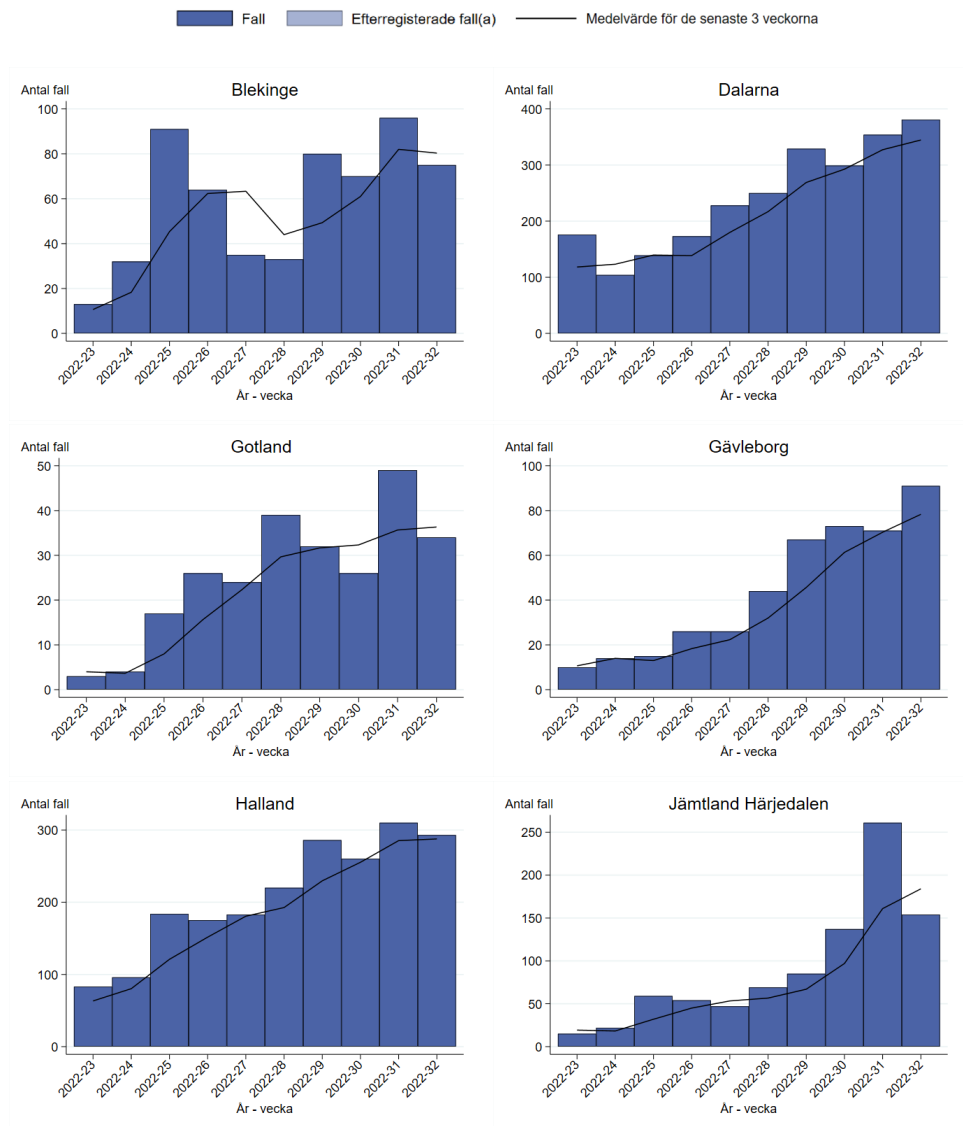 Fall Efterregisterade fall(a) Medelvärde för de senaste 3 veckorna
Antal fall
Blekinge
100
80
60
40
20
0
2022-23 2022-24 2022-25 2022-26 2022-27 2022-28 2022-29 2022-30 2022-31 2022-32
År - vecka
Antal fall
Dalarna
400
300
200
100
0
2022-23 2022-24 2022-25 2022-26 2022-27 2022-28 2022-29 2022-30 2022-31 2022-32
År - vecka
Antal fall
Gotland
50
40
30
20
10
0
2022-23 2022-24 2022-25 2022-26 2022-27 2022-28 2022-29 2022-30 2022-31 2022-32
År - vecka
Antal fall
Gävleborg
100
80
60
40
20
0
2022-23 2022-24 2022-25 2022-26 2022-27 2022-28 2022-29 2022-30 2022-31 2022-32
År - vecka
Antal fall
Halland
300
200
100
0
2022-23 2022-24 2022-25 2022-26 2022-27 2022-28 2022-29 2022-30 2022-31 2022-32
År - vecka
Antal fall
Jämtland Härjedalen
250
200
150
100
50
0
2022-23 2022-24 2022-25 2022-26 2022-27 2022-28 2022-29 2022-30 2022-31 2022-32
År - vecka